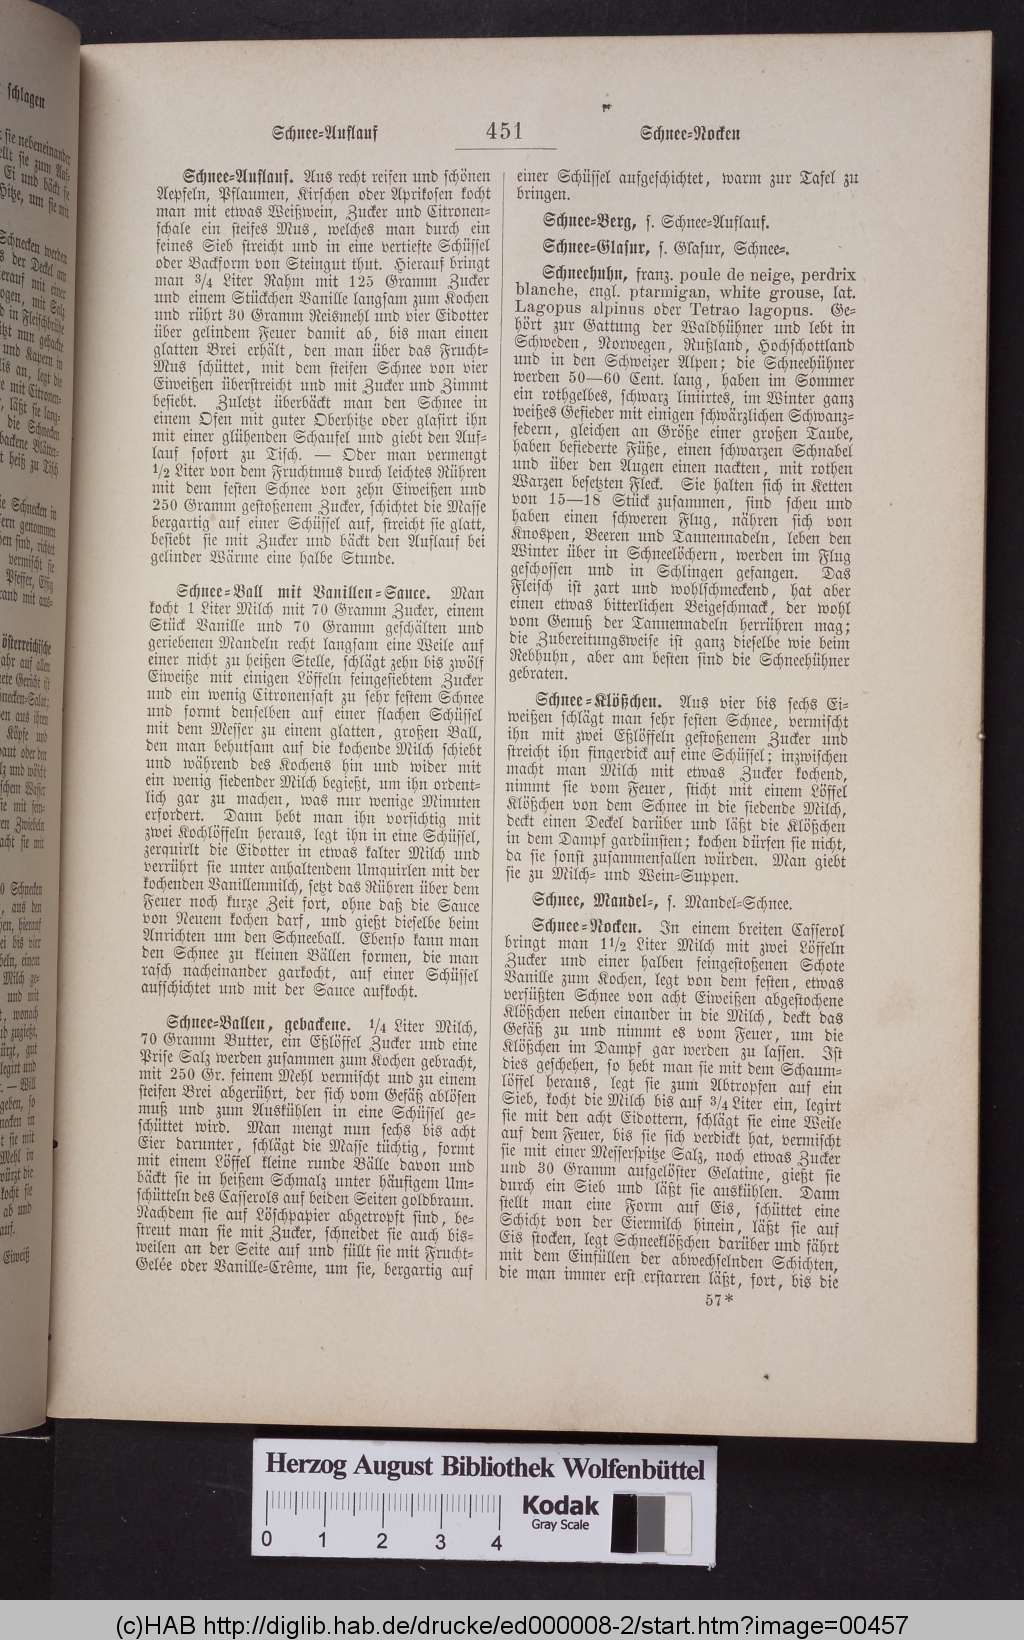 schlagen
sie nebeneinander
Schnee-Auflauf 451 Schnee-Nocken
Schnee-Auflauf. Aus recht reifen und schönen
Aepfeln, Pflaumen, Kirschen oder Aprikosen kocht
man mit etwas Weißwein, Zucker und Citronen-
schale ein steifes Mus, welches man durch ein
feines Sieb streicht und in eine vertiefte Schüssel
oder Backform von Steingut thut. Hierauf bringt
man 3/4 Liter Rahm mit 125 Gramm Zucker
und einem Stückchen Vanille langsam zum Kochen
und rührt 30 Gramm Reismehl und vier Eidotter
über gelindem Feuer damit ab, bis man einen
glatten Brei erhält, den man über das Frucht-
Mus schüttet, mit dem steifen Schnee von vier
Eiweißen überstreicht und mit Zucker und Zimmt
besiebt. Zuletzt überbäckt man den Schnee in
einem Ofen mit guter Oberhitze oder glasirt ihn
mit einer glühenden Schaufel und giebt den Auf-
lauf sofort zu Tisch. — Oder man vermengt
1/2 Liter von dem Fruchtmus durch leichtes Rühren
mit dem festen Schnee von zehn Eiweißen und
250 Gramm gestoßenem Zucker, schichtet die Masse
bergartig auf einer Schüssel auf, streicht sie glatt,
besiebt sie mit Zucker und bäckt den Auflauf bei
gelinder Wärme eine halbe Stunde.
Schnee-Ball mit Vanillen-Sauce. Man
kocht 1 Liter Milch mit 70 Gramm Zucker, einem
Stück Vanille und 70 Gramm geschälten und
geriebenen Mandeln recht langsam eine Weile auf
einer nicht zu heißen Stelle, schlägt zehn bis zwölf
Eiweiße mit einigen Löffeln feingesiebtem Zucker
und ein wenig Citronensaft zu sehr festem Schnee
und formt denselben auf einer flachen Schüssel
mit dem Messer zu einem glatten, großen Ball,
den man behutsam auf die kochende Milch schiebt
und während des Kochens hin und wider mit
ein wenig siedender Milch begießt, um ihn ordent-
lich gar zu machen, was nur wenige Minuten
erfordert. Dann hebt man ihn vorsichtig mit
zwei Kochlöffeln heraus, legt ihn in eine Schüssel,
zerquirlt die Eidotter in etwas kalter Milch und
verrührt sie unter anhaltendem Umquirlen mit der
kochenden Vanillenmilch, setzt das Rühren über dem
Feuer noch kurze Zeit fort, ohne daß die Sauce
von Neuem kochen darf, und gießt dieselbe beim
Anrichten um den Schneeball. Ebenso kann man
den Schnee zu kleinen Bällen formen, die man
rasch nacheinander garkocht, auf einer Schüssel
aufschichtet und mit der Sauce aufkocht.
Schnee-Ballen, gebackene. 1/4 Liter Milch,
70 Gramm Butter, ein Eßlöffel Zucker und eine
Prise Salz werden zusammen zum Kochen gebracht,
mit 250 Gr. feinem Mehl vermischt und zu einem
steifen Brei abgerührt, der sich vom Gefäß ablösen
muß und zum Auskühlen in eine Schüssel ge-
schüttet wird. Man mengt nun sechs bis acht
Eier darunter, schlägt die Masse tüchtig, formt
mit einem Löffel kleine runde Bälle davon und
bäckt sie in heißem Schmalz unter häufigem Um-
schütteln des Casserols auf beiden Seiten goldbraun.
Nachdem sie auf Löschpapier abgetropft sind, be-
streut man sie mit Zucker, schneidet sie auch bis-
weilen an der Seite auf und füllt sie mit Frucht-
Gelée oder Vanille-Crême, um sie, bergartig auf
einer Schüssel aufgeschichtet, warm zur Tafel zu
bringen.
Schnee-Berg, s. Schnee-Auflauf.
Schnee-Glasur, s. Glasur, Schnee-.
Schneehuhn, franz. poule de neige, perdrix
blanche, engl. ptarmigan, white grouse, lat.
Lagopus alpinus oder Tetrao lagopus. Ge-
hört zur Gattung der Waldhühner und lebt in
Schweden, Norwegen, Rußland, Hochschottland
und in den Schweizer Alpen; die Schneehühner
werden 50—60 Cent. lang, haben im Sommer
ein rothgelbes, schwarz liniirtes, im Winter ganz
weißes Gefieder mit einigen schwärzlichen Schwanz-
federn, gleichen an Größe einer großen Taube,
haben befiederte Füße, einen schwarzen Schnabel
und über den Augen einen nackten, mit rothen
Warzen besetzten Fleck. Sie halten sich in Ketten
von 15—18 Stück zusammen, sind scheu und
haben einen schweren Flug, nähren sich von
Knospen, Beeren und Tannennadeln, leben den
Winter über in Schneelöchern, werden im Flug
geschossen und in Schlingen gefangen. Das
Fleisch ist zart und wohlschmeckend, hat aber
einen etwas bitterlichen Beigeschmack, der wohl
vom Genuß der Tannennadeln herrühren mag;
die Zubereitungsweise ist ganz dieselbe wie beim
Rebhuhn, aber am besten sind die Schneehühner
gebraten.
Schnee-Klößchen. Aus vier bis sechs Ei-
weißen schlägt man sehr festen Schnee, vermischt
ihn mit zwei Eßlöffeln gestoßenem Zucker und
streicht ihn fingerdick auf eine Schüssel; inzwischen
macht man Milch mit etwas Zucker kochend,
nimmt sie vom Feuer, sticht mit einem Löffel
Klößchen von dem Schnee in die siedende Milch,
deckt einen Deckel darüber und läßt die Klößchen
in dem Dampf gardünsten; kochen dürfen sie nicht,
da sie sonst zusammenfallen würden. Man giebt
sie zu Milch- und Wein-Suppen.
Schnee, Mandel-, s. Mandel-Schnee.
Schnee-Nocken. In einem breiten Casserol
bringt man 1 1/2 Liter Milch mit zwei Löffeln
Zucker und einer halben feingestoßenen Schote
Vanille zum Kochen, legt von dem festen, etwas
versüßten Schnee von acht Eiweißen abgestochene
Klößchen neben einander in die Milch, deckt das
Gefäß zu und nimmt es vom Feuer, um die
Klößchen im Dampf gar werden zu lassen. Ist
dies geschehen, so hebt man sie mit dem Schaum-
löffel heraus, legt sie zum Abtropfen auf ein
Sieb, kocht die Milch bis auf 3/4 Liter ein, legirt
sie mit den acht Eidottern, schlägt sie eine Weile
auf dem Feuer, bis sie sich verdickt hat, vermischt
sie mit einer Messerspitze Salz, noch etwas Zucker
und 30 Gramm aufgelöster Gelatine, gießt sie
durch ein Sieb und läßt sie auskühlen. Dann
stellt man eine Form auf Eis, schüttet eine
Schicht von der Eiermilch hinein, läßt sie auf
Eis stocken, legt Schneeklößchen darüber und fährt
mit dem Einfüllen der abwechselnden Schichten,
die man immer erst erstarren läßt, fort, bis die
57*
Herzog August Bibliothek Wolfenbüttel
0 1 2 3 4
Kodak
Gray Scale
(c)HAB http://diglib.hab.de/drucke/ed000008-2/start.htm?image=00457